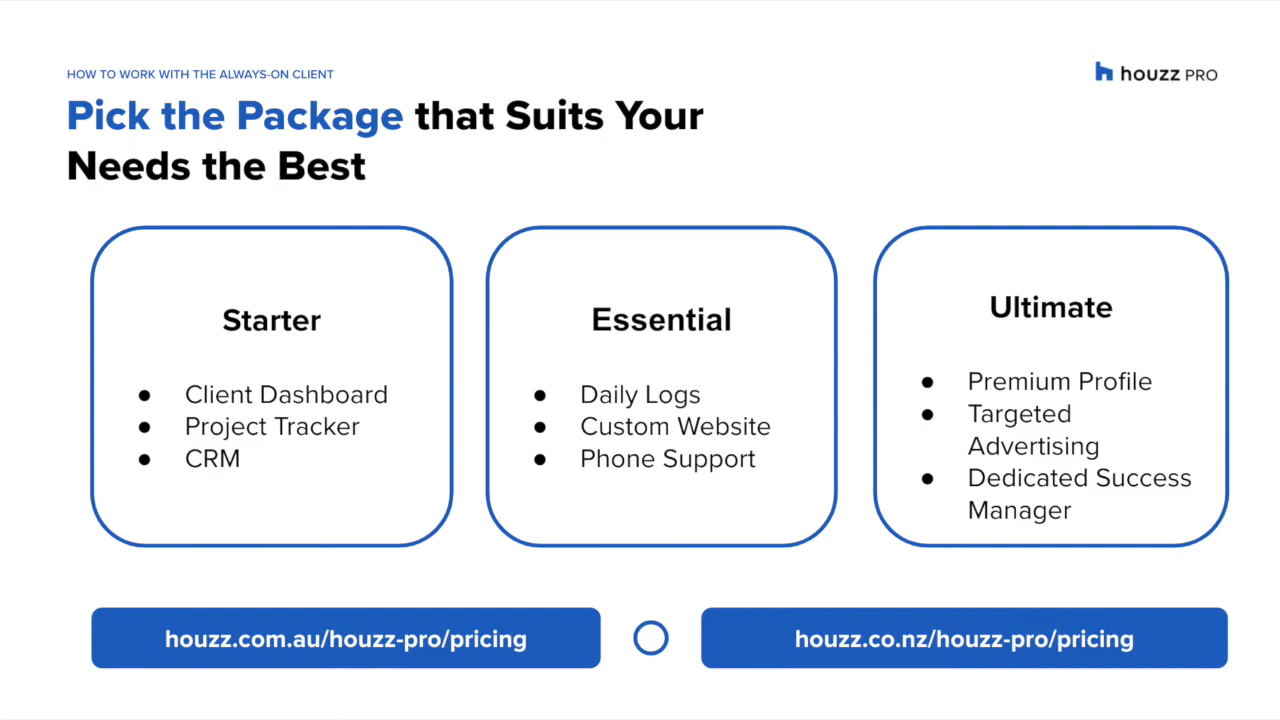 HOW TO WORK WITH THE ALWAYS-ON CLIENT
houzz PRO
Pick the Package that Suits Your
Needs the Best
Starter
Client Dashboard
Project Tracker
CRM
Essential
Daily Logs
Custom Website
Phone Support
Ultimate
Premium Profile
Targeted
Advertising
Dedicated Success
Manager
houzz.com.au/houzz-pro/pricing
houzz.co.nz/houzz-pro/pricing